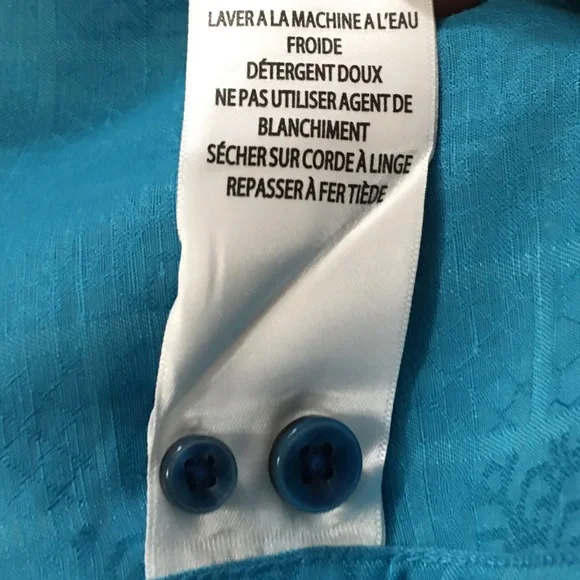 LAVER A LA MACHINE A L'EAU
FROIDE
DÉTERGENT DOUX
NE PAS UTILISER AGENT DE
BLANCHIMENT
SÉCHER SUR CORDE À LINGE
REPASSER À FER TIÈDE